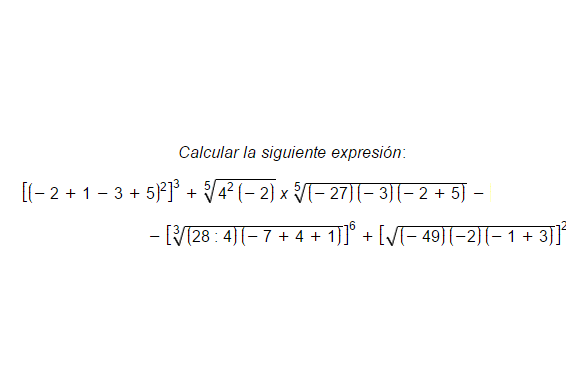 Calcular la siguiente expresión:
[(− 2 + 1 − 3 + 5)²]³ + ⁵√(4² (− 2)) x ⁵√((− 27)(− 3)(− 2 + 5)) −
− [³√((28 : 4)(− 7 + 4 + 1))]⁶ + [√((− 49)(−2)(− 1 + 3))]²